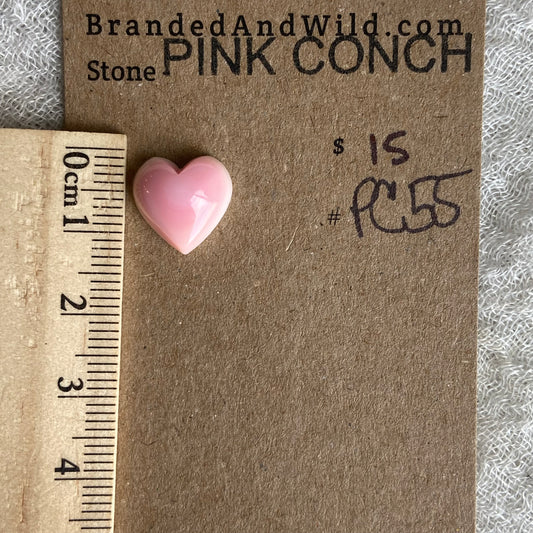 BrandedAndWild.com
Stone PINK CONCH
$ 15
# PC55
0cm 1
2
3
4